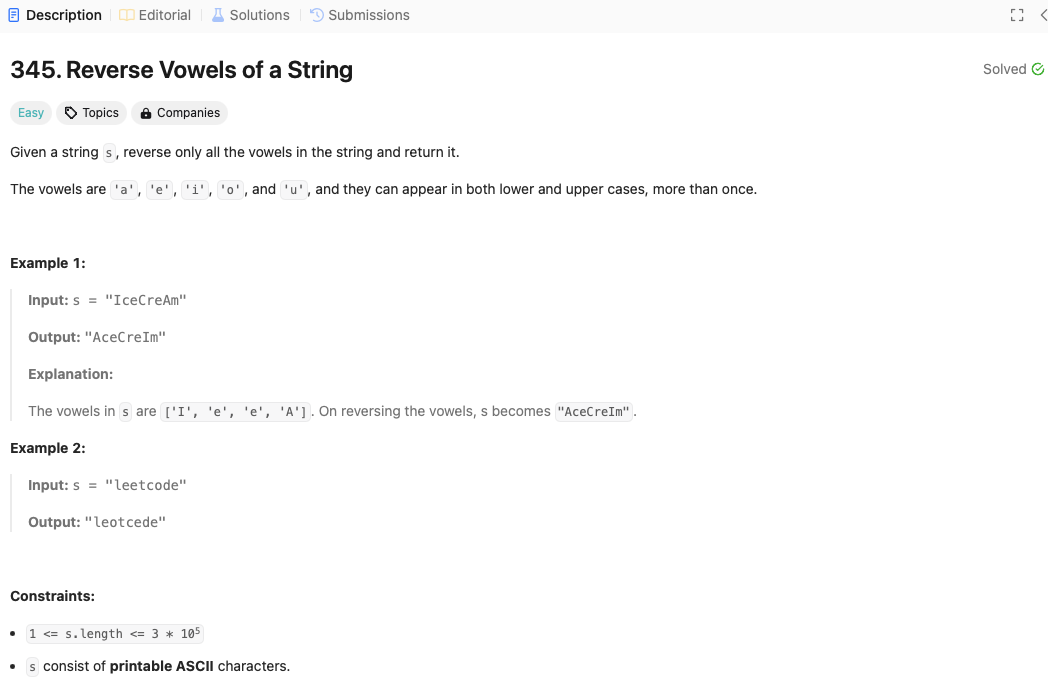 Description Editorial Solutions Submissions
345. Reverse Vowels of a String
Solved
Easy Topics Companies
Given a string s, reverse only all the vowels in the string and return it.
The vowels are 'a', 'e', 'i', 'o', and 'u', and they can appear in both lower and upper cases, more than once.
Example 1:
Input: s = "IceCreAm"
Output: "AceCreIm"
Explanation:
The vowels in s are ['I', 'e', 'e', 'A']. On reversing the vowels, s becomes "AceCreIm".
Example 2:
Input: s = "leetcode"
Output: "leotcede"
Constraints:
1 <= s.length <= 3 * 10⁵
s consist of printable ASCII characters.